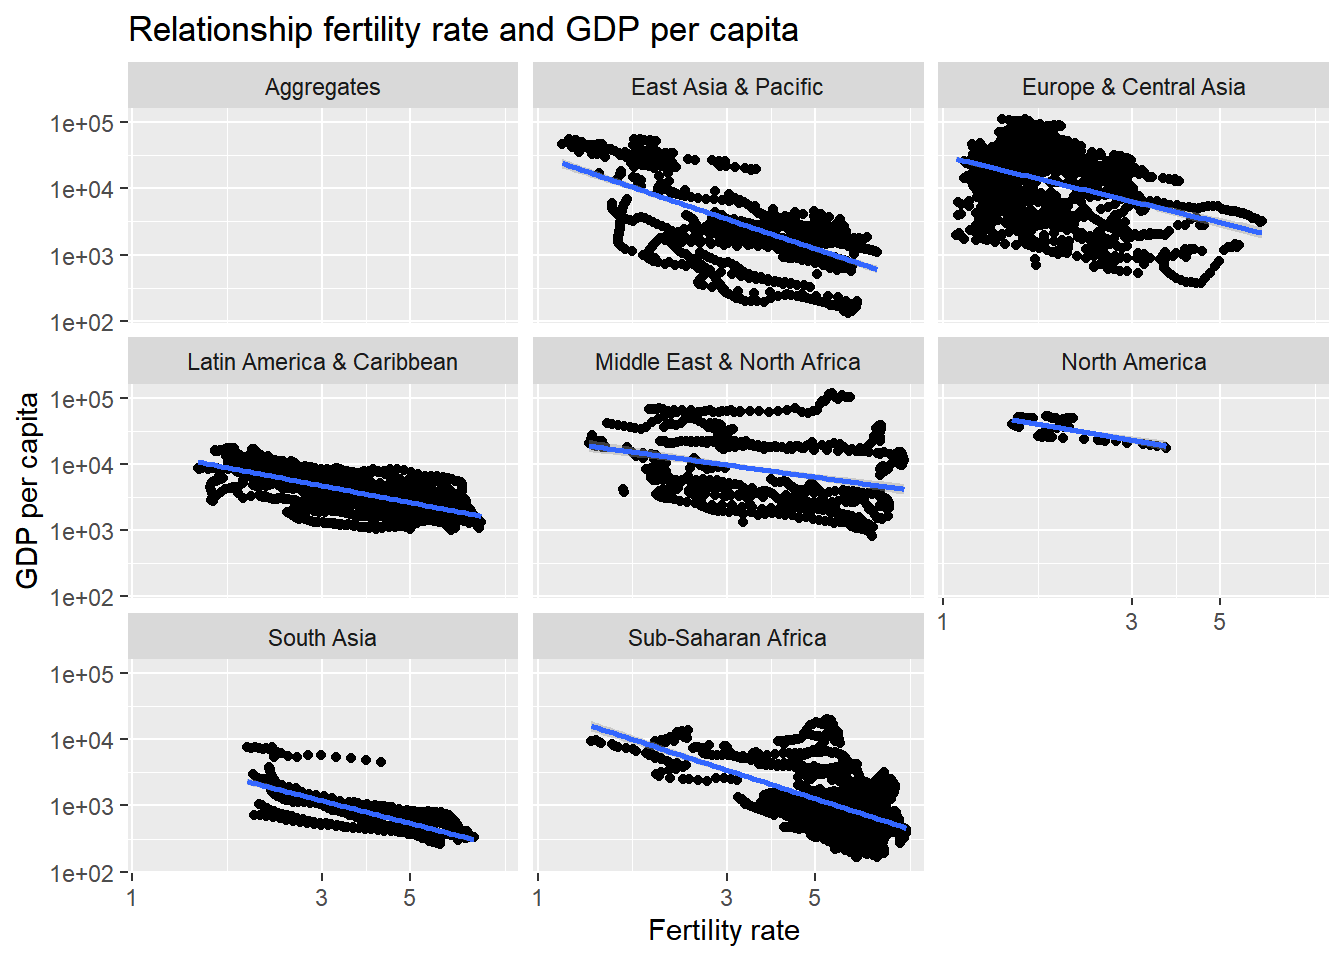 Relationship fertility rate and GDP per capita
Aggregates
East Asia & Pacific
Europe & Central Asia
1e+05
1e+04
1e+03
1e+02
Latin America & Caribbean
Middle East & North Africa
North America
1e+05
1e+04
1e+03
1e+02
1
3
5
South Asia
Sub-Saharan Africa
1e+05
1e+04
1e+03
1e+02
1
3
5
1
3
5
Fertility rate
GDP per capita